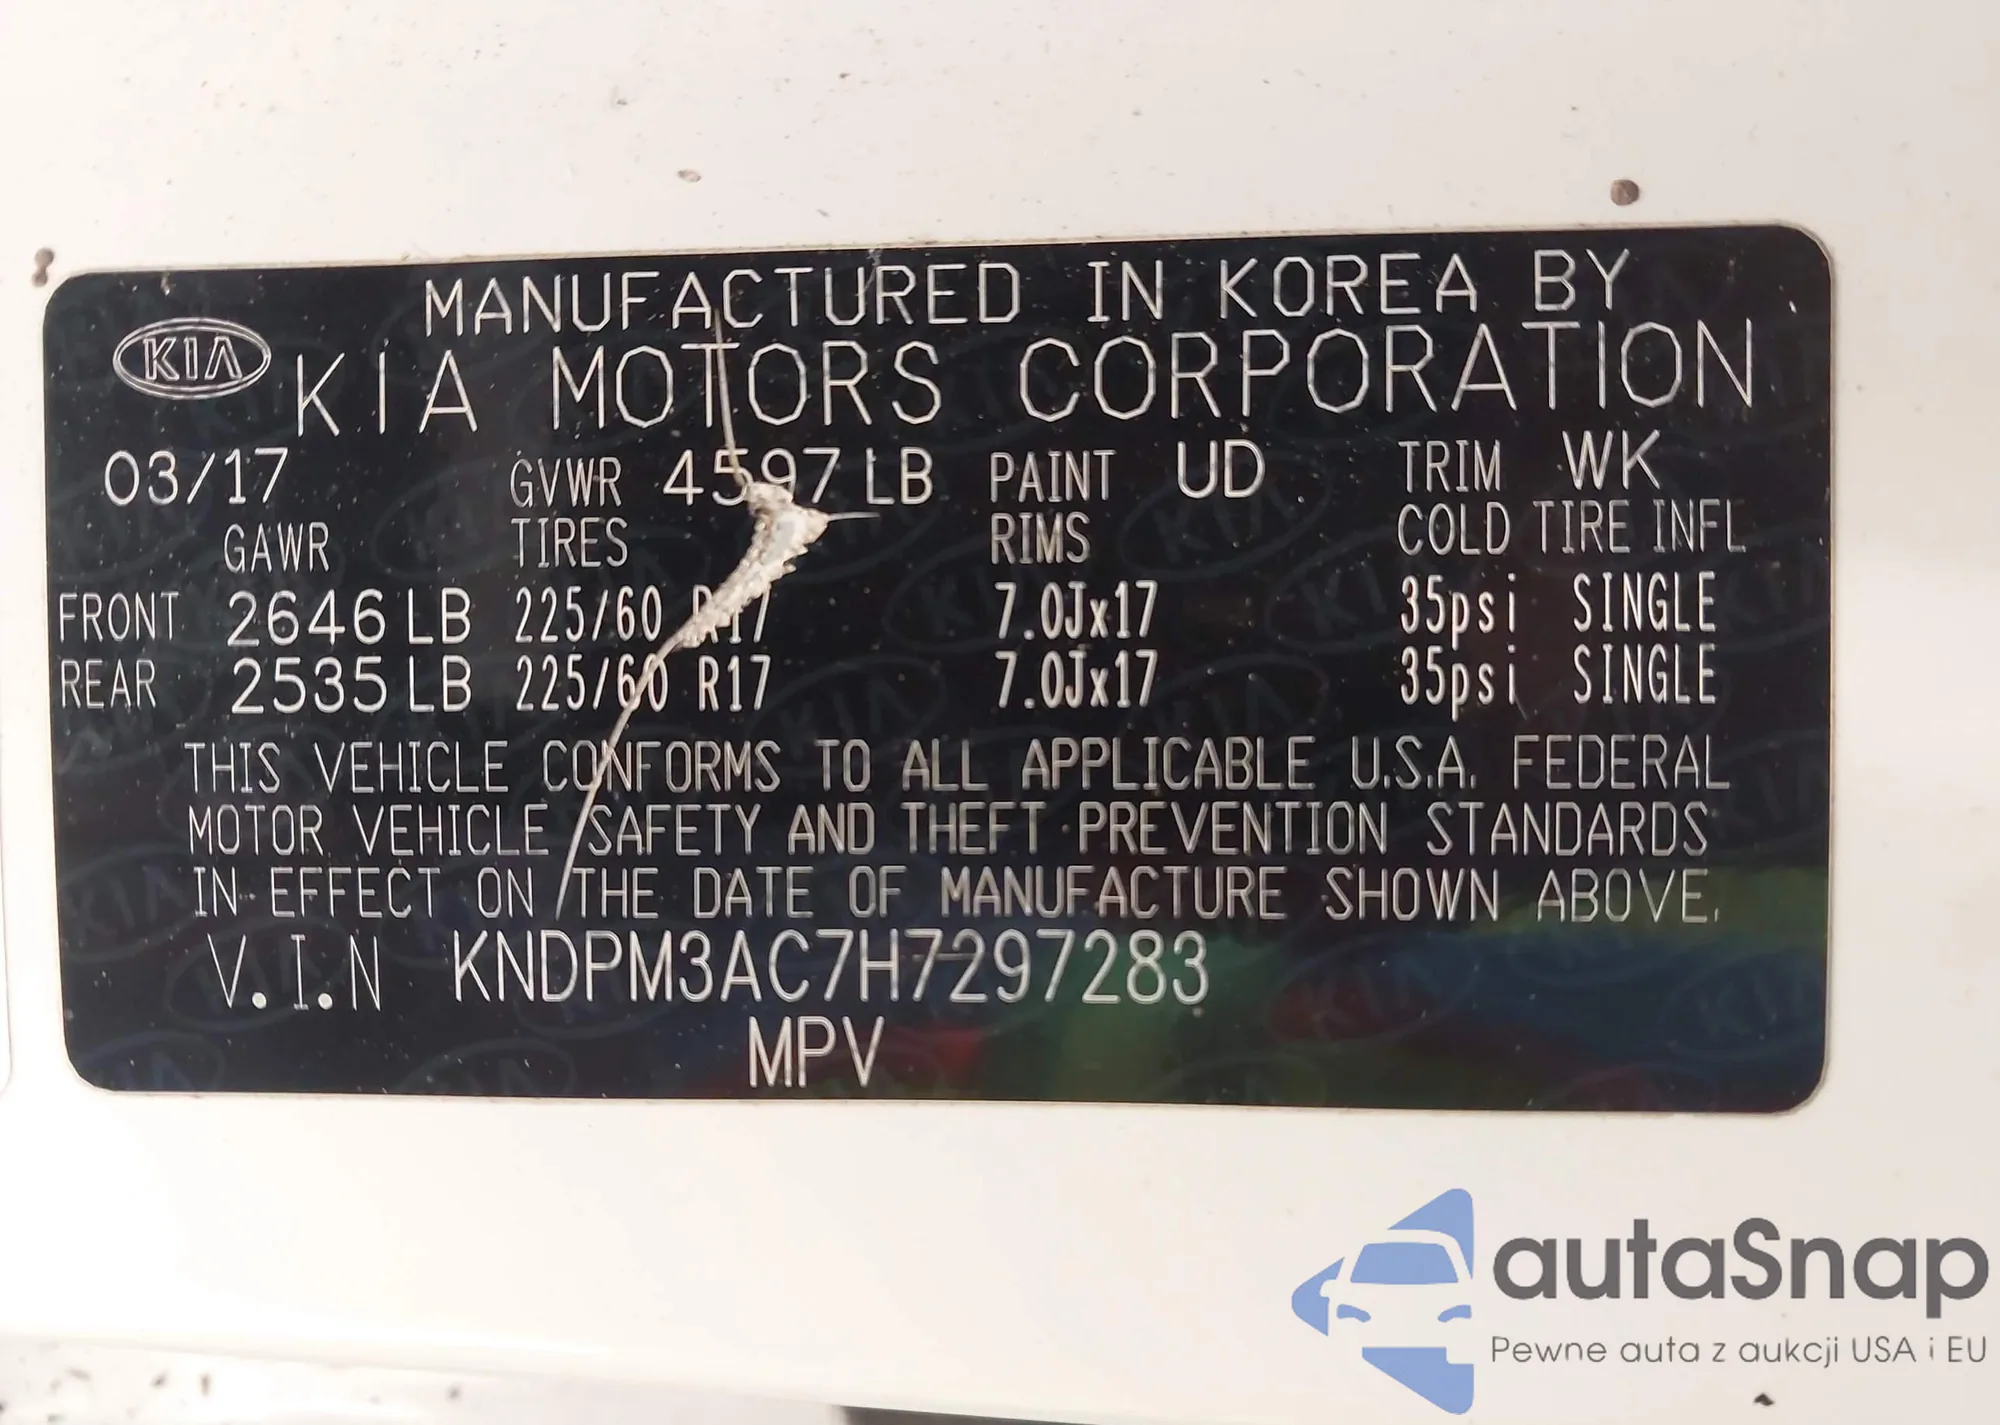 MANUFACTURED IN KOREA BY
KIA KIA MOTORS CORPORATION
03/17 GVWR 4597 LB PAINT UD TRIM WK
GAWR TIRES RIMS COLD TIRE INFL
FRONT 2646 LB 225/60 R17 7.0Jx17 35psi SINGLE
REAR 2535 LB 225/60 R17 7.0Jx17 35psi SINGLE
THIS VEHICLE CONFORMS TO ALL APPLICABLE U.S.A. FEDERAL
MOTOR VEHICLE SAFETY AND THEFT PREVENTION STANDARDS
IN EFFECT ON THE DATE OF MANUFACTURE SHOWN ABOVE.
V.I.N KNDPM3AC7H7297283
MPV
autaSnap
Pewne auta z aukcji USA i EU